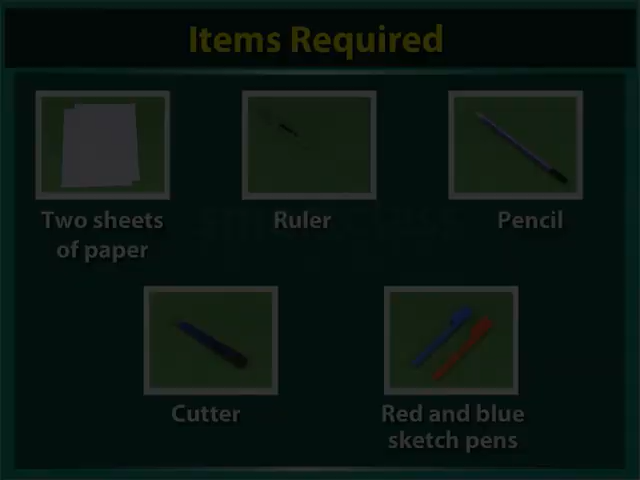 Items Required
Two sheets
of paper
Ruler
Pencil
Cutter
Red and blue
sketch pens